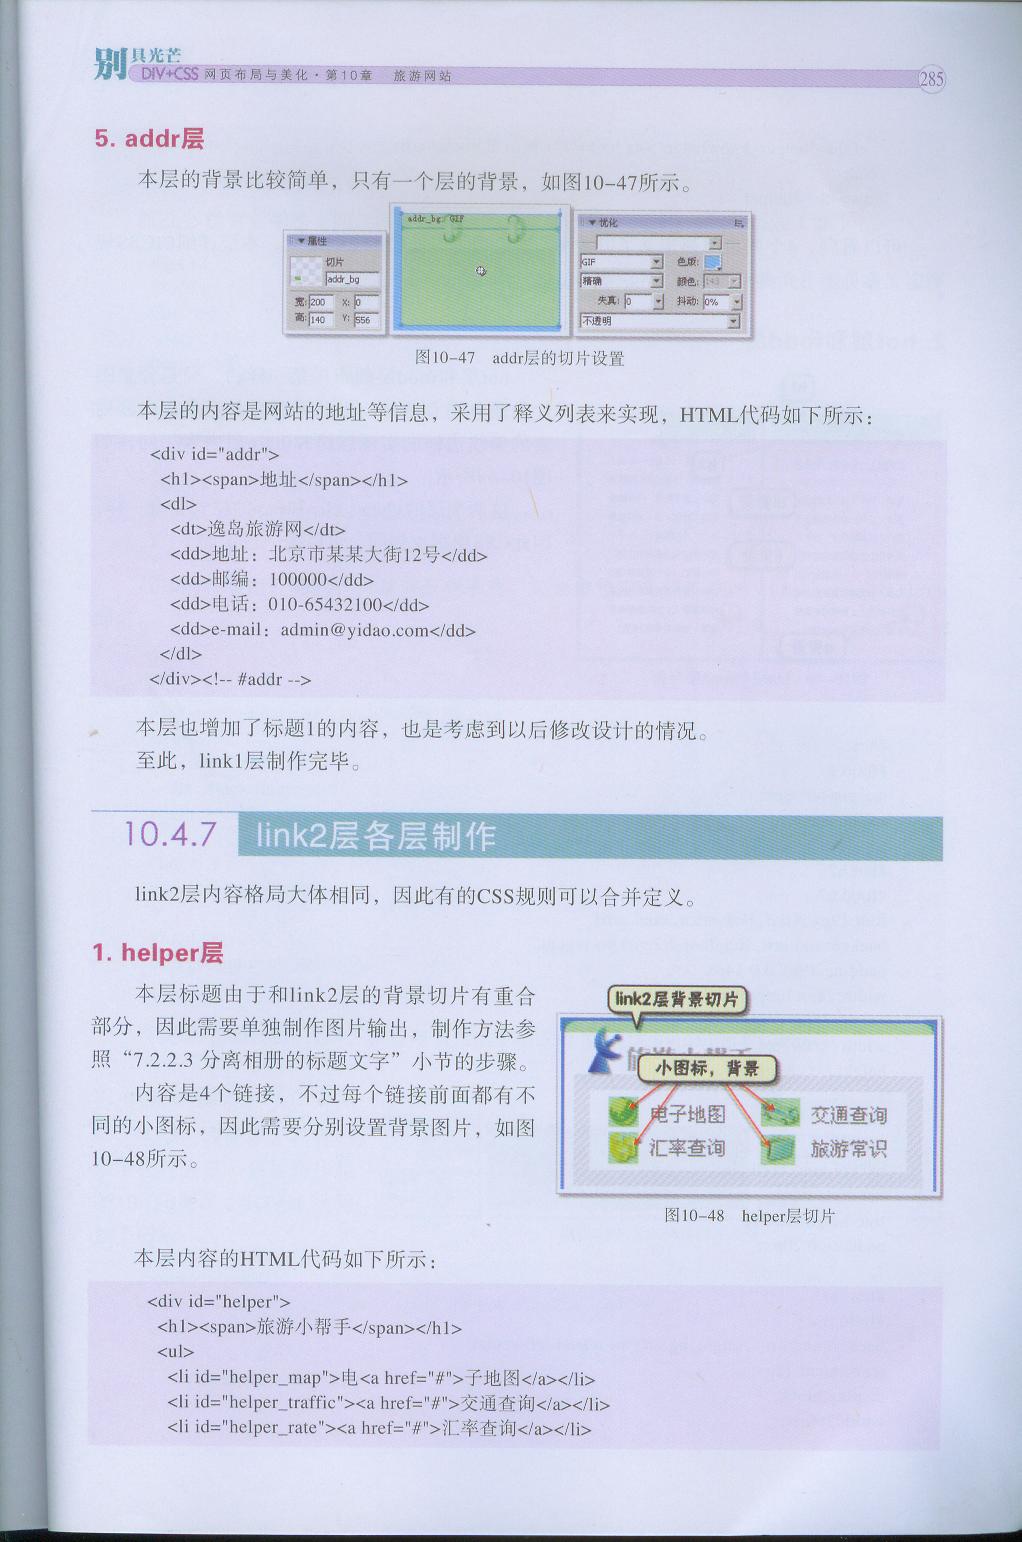 别具光芒
DIV+CSS 网页布局与美化·第10章 旅游网站
285
5. addr层
本层的背景比较简单，只有一个层的背景，如图10-47所示。
属性
切片
addr_bg
宽: 200 X: 0
高: 140 Y: 556
addr_bg: GIF
优化
GIF 色版:
精确 颜色: 143
失真: 0 抖动: 0%
不透明
图10-47 addr层的切片设置
本层的内容是网站的地址等信息，采用了释义列表来实现，HTML代码如下所示：
<div id="addr">
<h1><span>地址</span></h1>
<dl>
<dt>逸岛旅游网</dt>
<dd>地址：北京市某某大街12号</dd>
<dd>邮编：100000</dd>
<dd>电话：010-65432100</dd>
<dd>e-mail：admin@yidao.com</dd>
</dl>
</div><!-- #addr -->
本层也增加了标题1的内容，也是考虑到以后修改设计的情况。
至此，link1层制作完毕。
10.4.7 link2层各层制作
link2层内容格局大体相同，因此有的CSS规则可以合并定义。
1. helper层
本层标题由于和link2层的背景切片有重合
部分，因此需要单独制作图片输出，制作方法参
照“7.2.2.3 分离相册的标题文字”小节的步骤。
内容是4个链接，不过每个链接前面都有不
同的小图标，因此需要分别设置背景图片，如图
10-48所示。
link2层背景切片
小图标，背景
电子地图 交通查询
汇率查询 旅游常识
图10-48 helper层切片
本层内容的HTML代码如下所示：
<div id="helper">
<h1><span>旅游小帮手</span></h1>
<ul>
<li id="helper_map">电<a href="#">子地图</a></li>
<li id="helper_traffic"><a href="#">交通查询</a></li>
<li id="helper_rate"><a href="#">汇率查询</a></li>